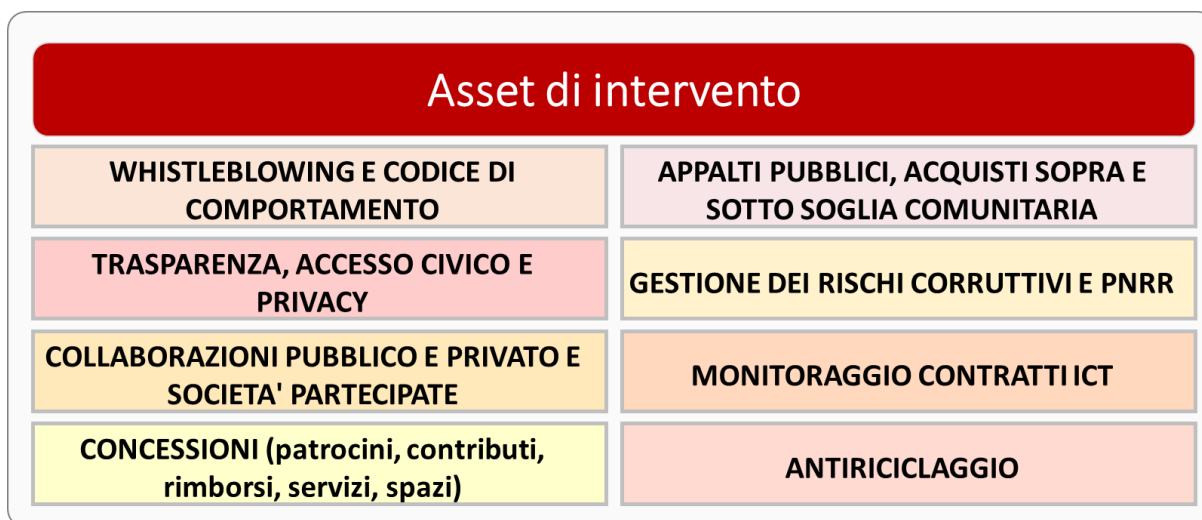 Asset di intervento
WHISTLEBLOWING E CODICE DI
COMPORTAMENTO
APPALTI PUBBLICI, ACQUISTI SOPRA E
SOTTO SOGLIA COMUNITARIA
TRASPARENZA, ACCESSO CIVICO E
PRIVACY
GESTIONE DEI RISCHI CORRUTTIVI E PNRR
COLLABORAZIONI PUBBLICO E PRIVATO E
SOCIETA' PARTECIPATE
MONITORAGGIO CONTRATTI ICT
CONCESSIONI (patrocini, contributi,
rimborsi, servizi, spazi)
ANTIRICICLAGGIO